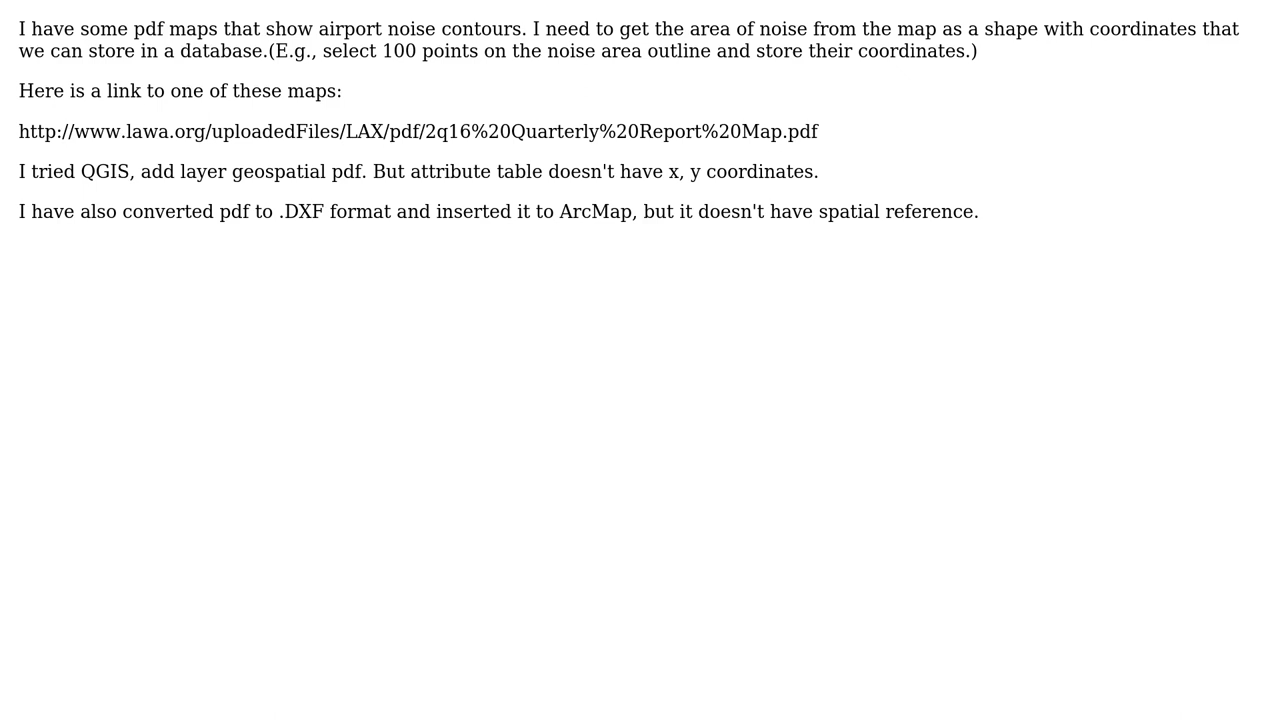 I have some pdf maps that show airport noise contours. I need to get the area of noise from the map as a shape with coordinates that
we can store in a database.(E.g., select 100 points on the noise area outline and store their coordinates.)
Here is a link to one of these maps:
http://www.lawa.org/uploadedFiles/LAX/pdf/2q16%20Quarterly%20Report%20Map.pdf
I tried QGIS, add layer geospatial pdf. But attribute table doesn't have x, y coordinates.
I have also converted pdf to .DXF format and inserted it to ArcMap, but it doesn't have spatial reference.